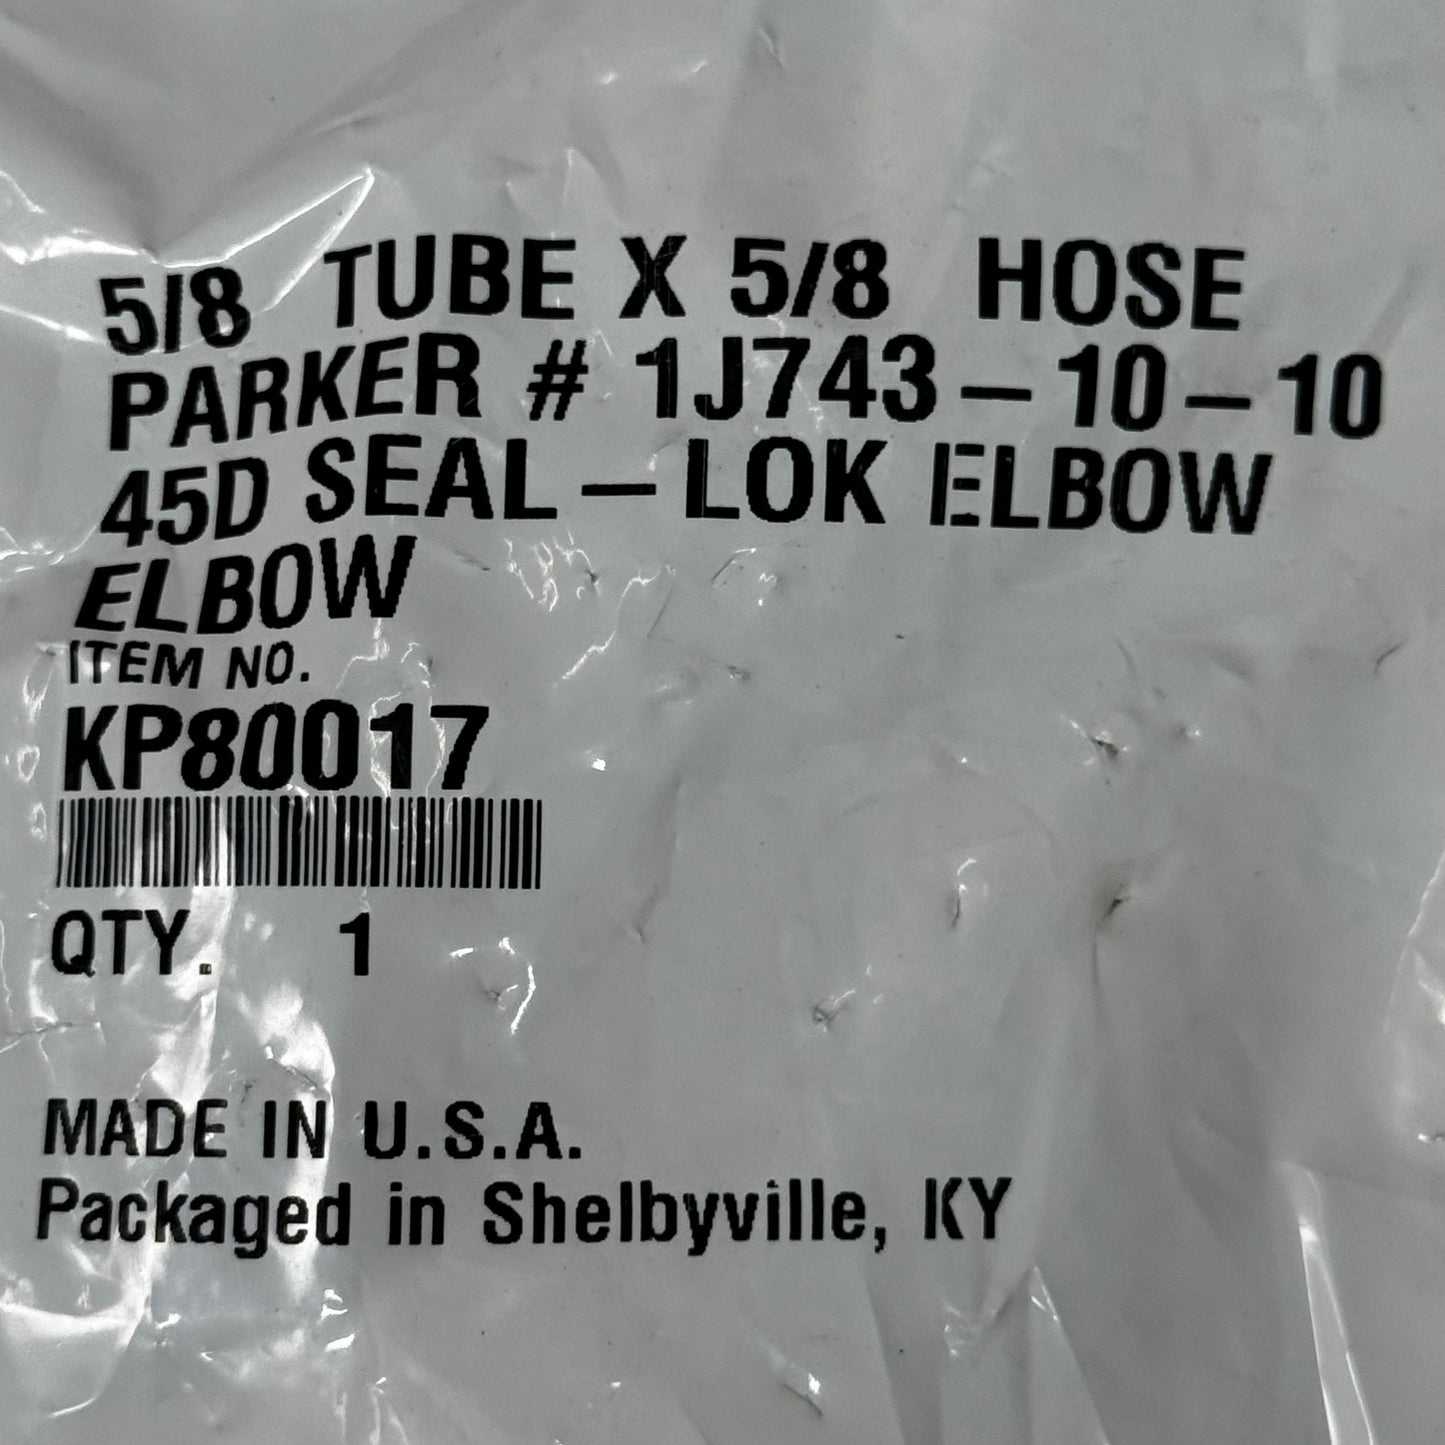 5/8 TUBE X 5/8 HOSE
PARKER # 1J743-10-10
45D SEAL-LOK ELBOW
ELBOW
ITEM NO.
KP80017
QTY. 1
MADE IN U.S.A.
Packaged in Shelbyville, KY